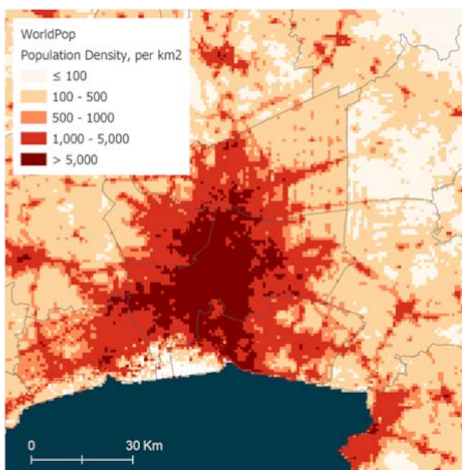 WorldPop
Population Density, per km2
≤ 100
100 - 500
500 - 1000
1,000 - 5,000
> 5,000
0 30 Km